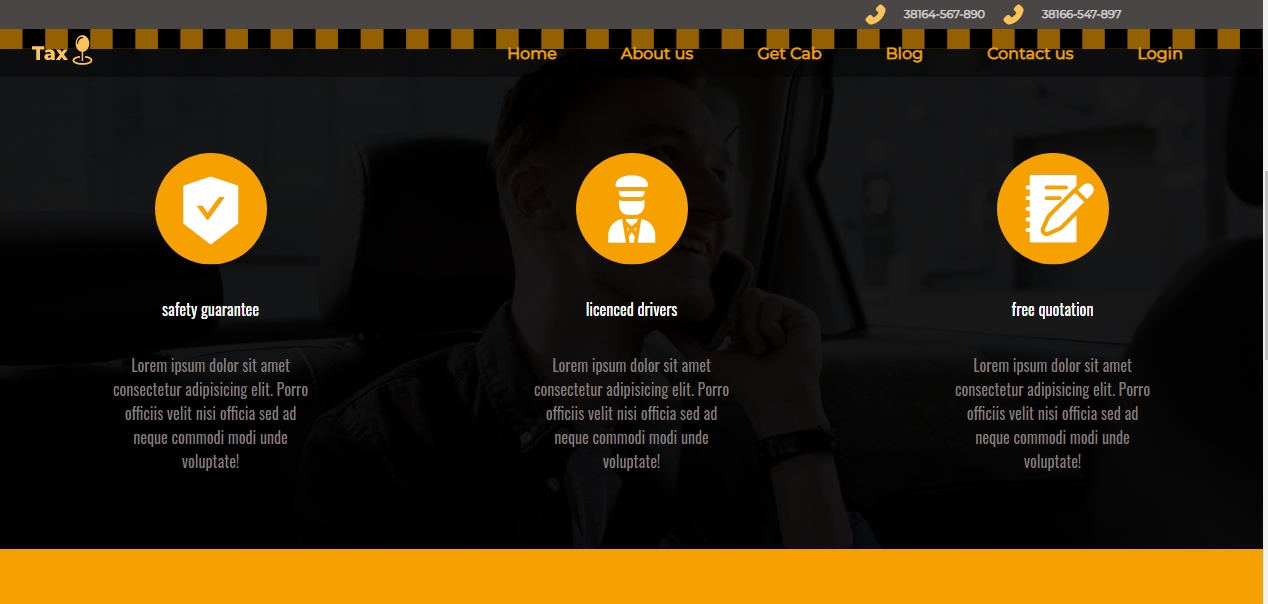 38164-567-890 38166-547-897
Tax Home About us Get Cab Blog Contact us Login
safety guarantee licenced drivers free quotation
Lorem ipsum dolor sit amet
consectetur adipisicing elit. Porro
officiis velit nisi officia sed ad
neque commodi modi unde
voluptate!
Lorem ipsum dolor sit amet
consectetur adipisicing elit. Porro
officiis velit nisi officia sed ad
neque commodi modi unde
voluptate!
Lorem ipsum dolor sit amet
consectetur adipisicing elit. Porro
officiis velit nisi officia sed ad
neque commodi modi unde
voluptate!